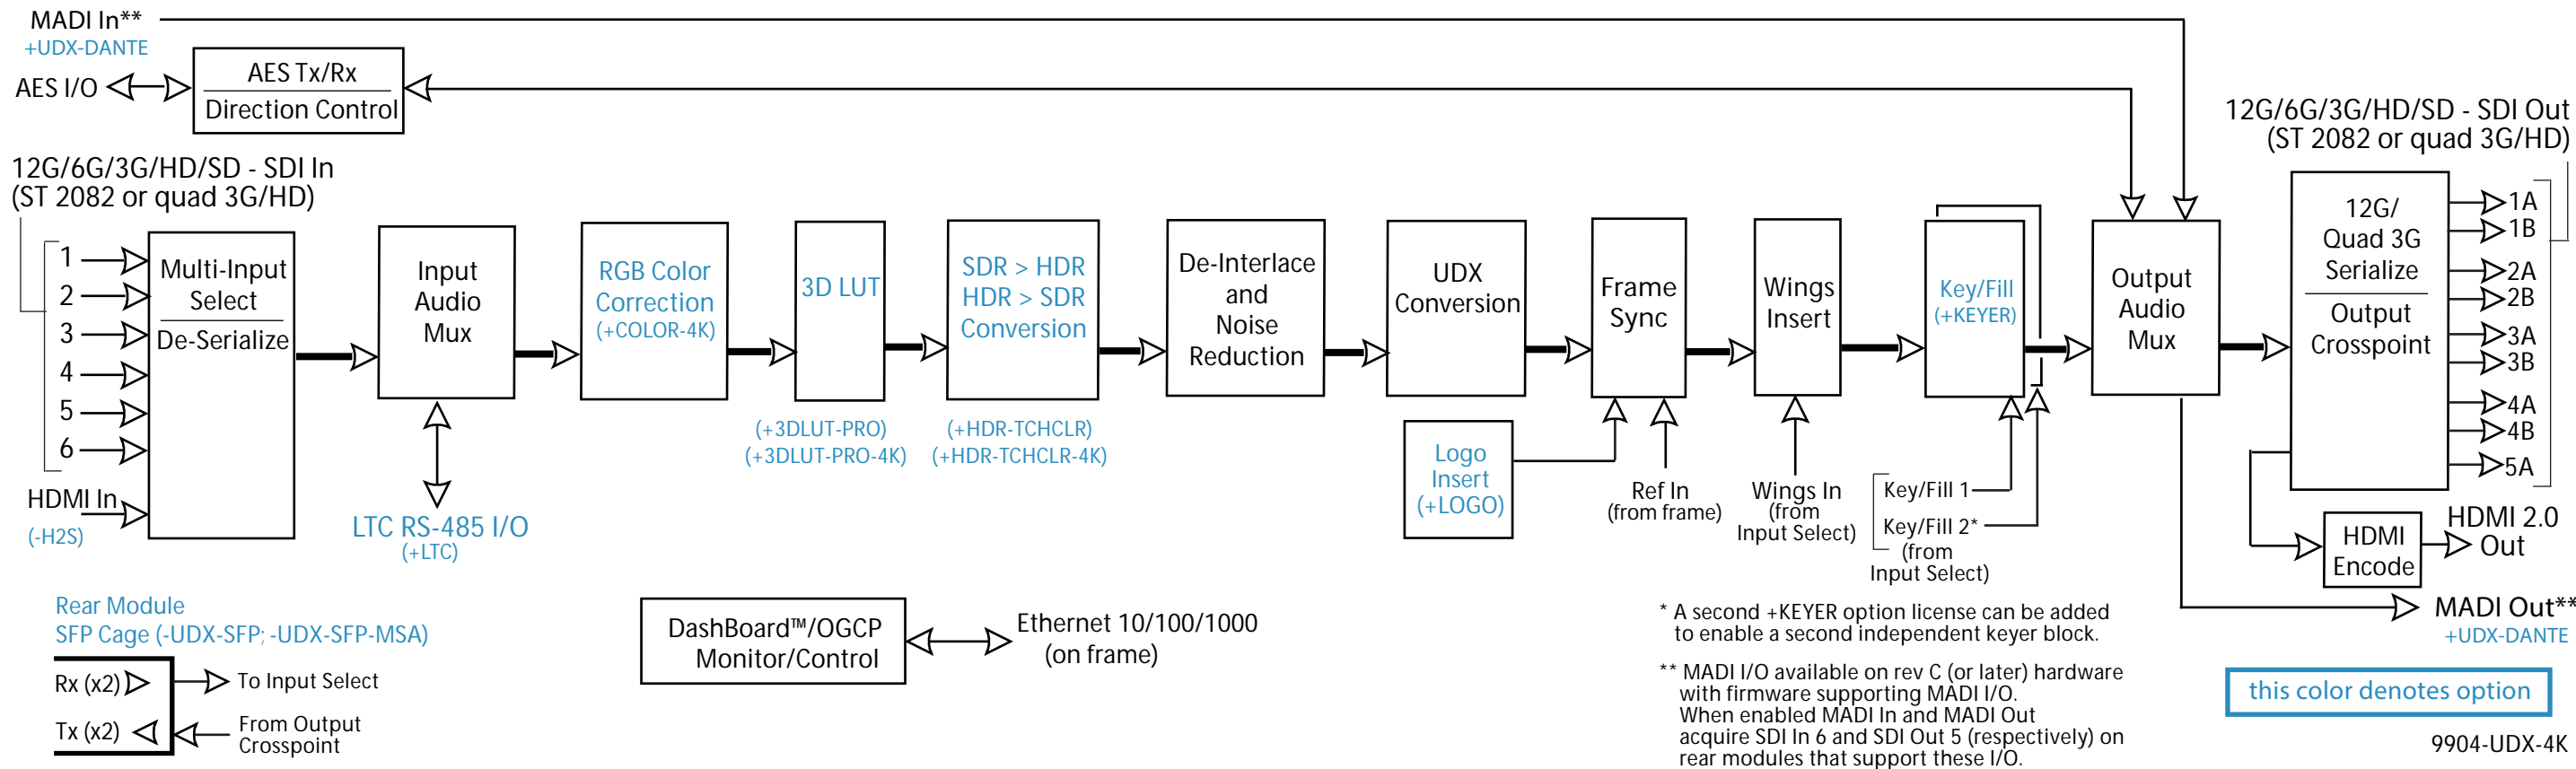 MADI In**
+UDX-DANTE
AES I/O
AES Tx/Rx
Direction Control
12G/6G/3G/HD/SD - SDI In
(ST 2082 or quad 3G/HD)
1
2
3
4
5
6
HDMI In
(-H2S)
Multi-Input
Select
De-Serialize
Input
Audio
Mux
LTC RS-485 I/O
(+LTC)
RGB Color
Correction
(+COLOR-4K)
3D LUT
(+3DLUT-PRO)
(+3DLUT-PRO-4K)
SDR > HDR
HDR > SDR
Conversion
(+HDR-TCHCLR)
(+HDR-TCHCLR-4K)
De-Interlace
and
Noise
Reduction
UDX
Conversion
Logo
Insert
(+LOGO)
Frame
Sync
Ref In
(from frame)
Wings
Insert
Wings In
(from
Input Select)
Key/Fill
(+KEYER)
Key/Fill 1
Key/Fill 2*
(from
Input Select)
Output
Audio
Mux
12G/6G/3G/HD/SD - SDI Out
(ST 2082 or quad 3G/HD)
12G/
Quad 3G
Serialize
Output
Crosspoint
1A
1B
2A
2B
3A
3B
4A
4B
5A
HDMI
Encode
HDMI 2.0
Out
MADI Out**
+UDX-DANTE
Rear Module
SFP Cage (-UDX-SFP; -UDX-SFP-MSA)
Rx (x2)
To Input Select
Tx (x2)
From Output
Crosspoint
DashBoard™/OGCP
Monitor/Control
Ethernet 10/100/1000
(on frame)
* A second +KEYER option license can be added
to enable a second independent keyer block.
** MADI I/O available on rev C (or later) hardware
with firmware supporting MADI I/O.
When enabled MADI In and MADI Out
acquire SDI In 6 and SDI Out 5 (respectively) on
rear modules that support these I/O.
this color denotes option
9904-UDX-4K